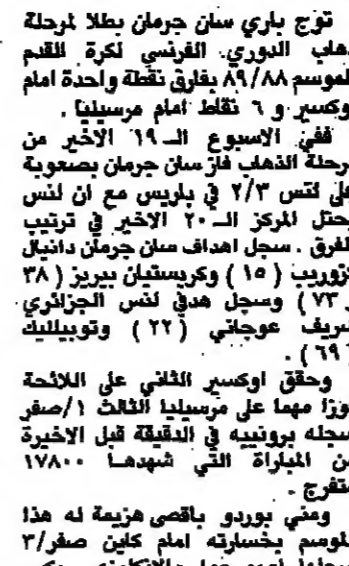 توج باري سان جرمان بطلا لمرحلة
ذهاب الدوري الفرنسي لكرة القدم
لموسم ٨٩/٨٨ بفارق نقطة واحدة امام
اوكسير و ٦ نقاط امام مرسيليا .
ففي الاسبوع الـ ١٩ الاخير من
مرحلة الذهاب فاز سان جرمان بصعوبة
على لنس ٢/٣ في باريس مع ان لنس
يحتل المركز الـ ٢٠ الاخير في ترتيب
الفرق . سجل اهداف سان جرمان دانيال
كزوريب ( ١٥ ) وكريستيان بيريز ( ٣٨
و ٧٣ ) وسجل هدفي لنس الجزائري
شريف عوجاني ( ٢٢ ) وتوبيلليك
( ٦٩ ) .
وحقق اوكسير الثاني على اللائحة
فوزا مهما على مرسيليا الثالث ١/صفر
سجله برونييه في الدقيقة قبل الاخيرة
من المباراة التي شهدها ١٧٨٠٠
متفرج .
ومني بوردو باقصى هزيمة له هذا
الموسم بخسارته امام كاين صفر/٣